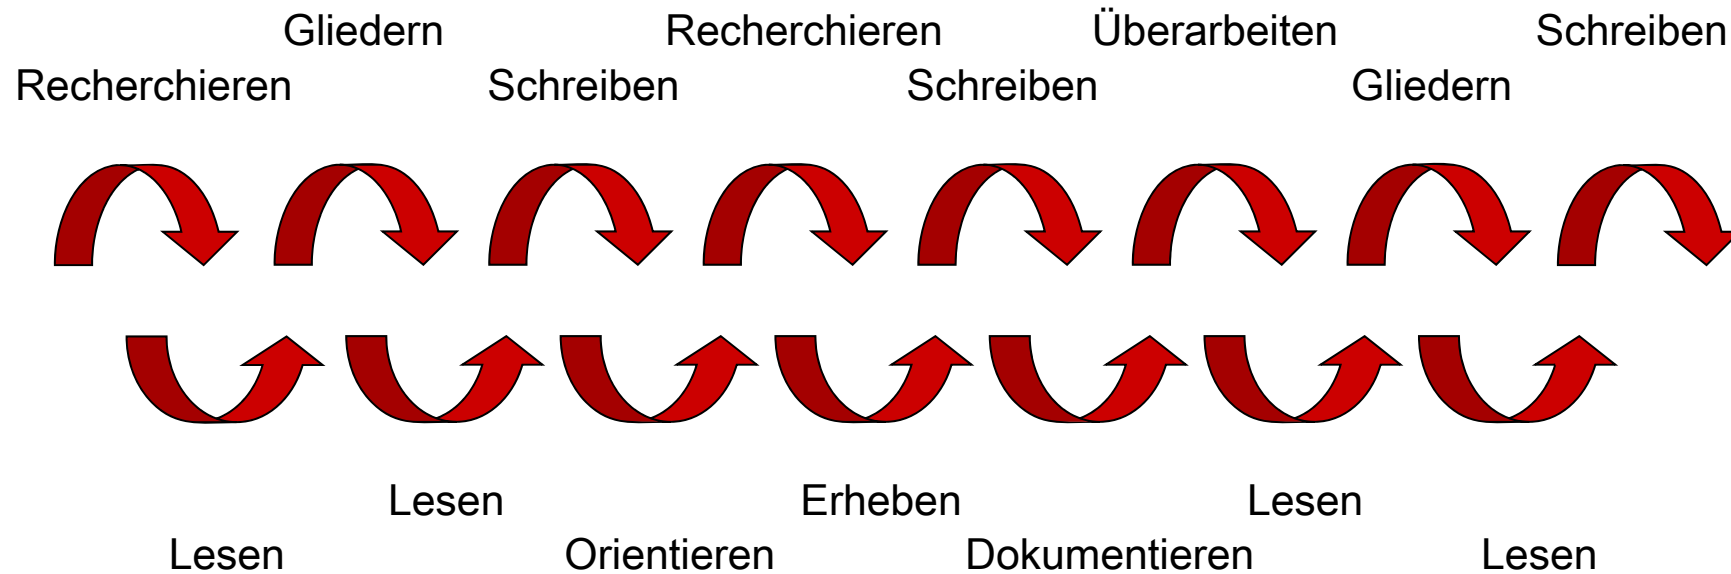 Gliedern Recherchieren Überarbeiten Schreiben
Recherchieren Schreiben Schreiben Gliedern
Lesen Erheben Lesen
Lesen Orientieren Dokumentieren Lesen